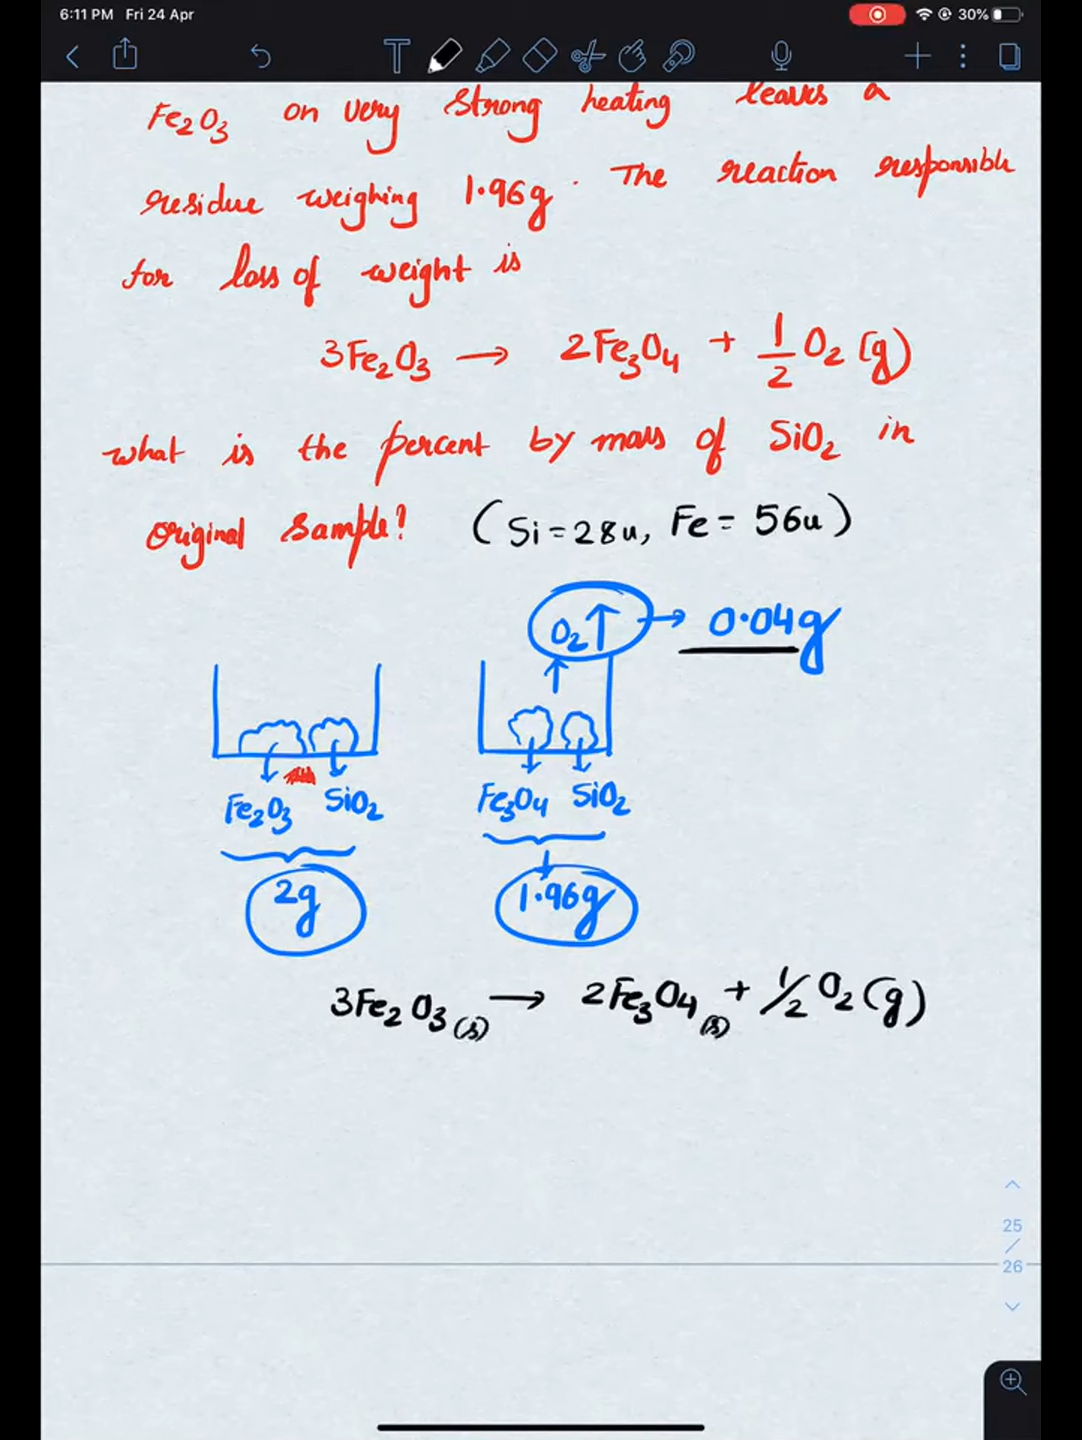 6:11 PM Fri 24 Apr
30%
T
Fe2O3 on very strong heating leaves a
residue weighing 1.96g. The reaction responsible
for loss of weight is
3Fe2O3 → 2Fe3O4 + 1/2 O2 (g)
what is the percent by mass of SiO2 in
original sample? (Si = 28u, Fe = 56u)
O2↑ → 0.04g
Fe2O3 SiO2 Fe3O4 SiO2
2g 1.96g
3Fe2O3(s) → 2Fe3O4(s) + 1/2 O2 (g)
25
/
26